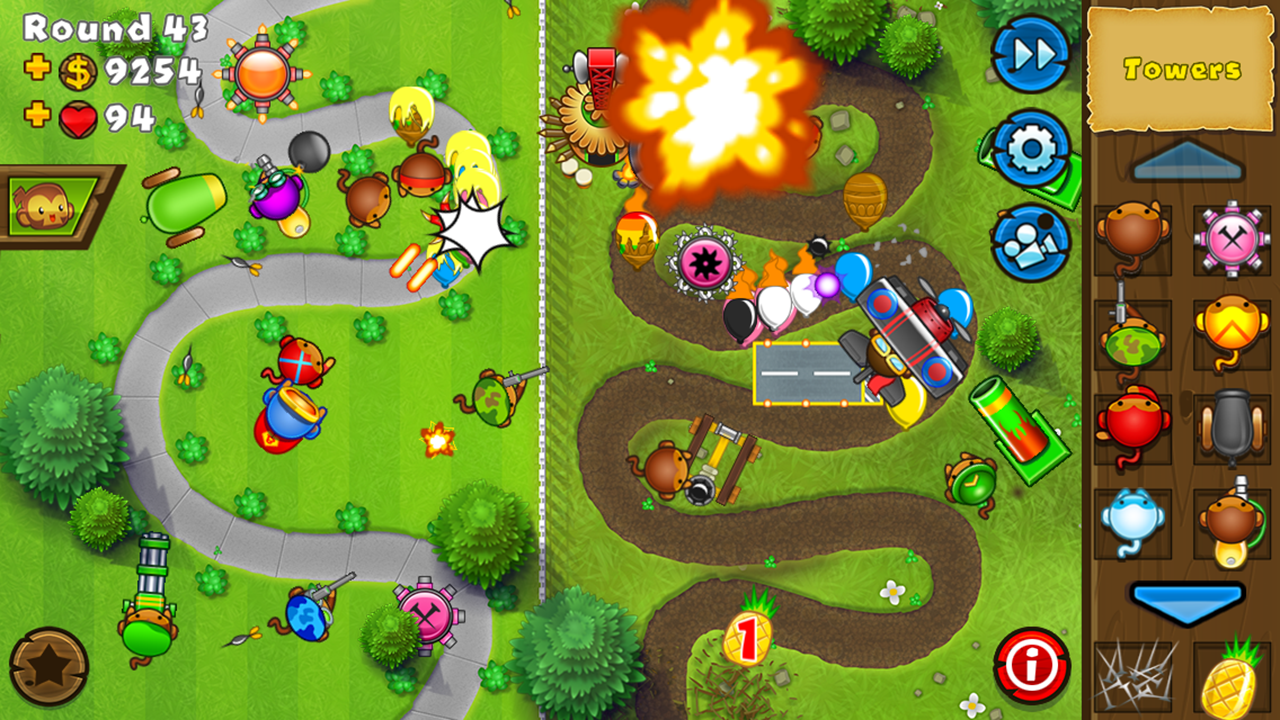 Round 43
+ $ 9254
+ 94
Towers
1
i